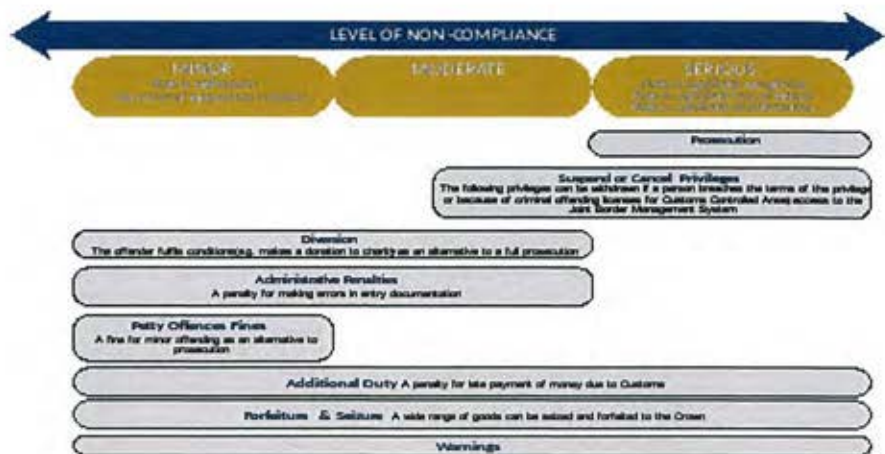 LEVEL OF NON-COMPLIANCE
MINOR
MODERATE
SERIOUS
Prosecution
Suspend or Cancel Privileges
The following privileges can be withdrawn if a person breaches the terms of the privilege
or because of criminal offending licenses for Customs Controlled Areas) access to the
Joint Border Management System
Diversion
The offender fulfils conditions(e.g. makes a donation to charity) as an alternative to a full prosecution
Administrative Penalties
A penalty for making errors in entry documentation
Petty Offences Fines
A fine for minor offending as an alternative to
prosecution
Additional Duty A penalty for late payment of money due to Customs
Forfeiture & Seizure A wide range of goods can be seized and forfeited to the Crown
Warnings